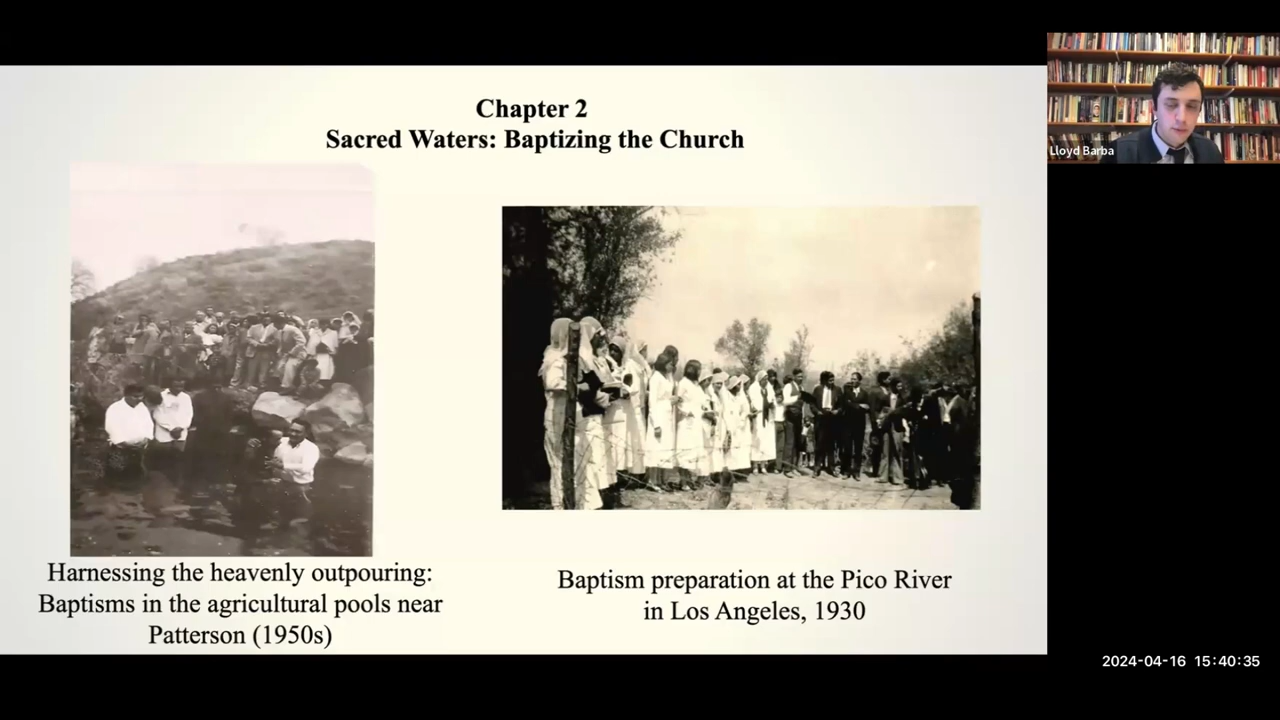 Chapter 2
Sacred Waters: Baptizing the Church
Lloyd Barba
Harnessing the heavenly outpouring:
Baptisms in the agricultural pools near
Patterson (1950s)
Baptism preparation at the Pico River
in Los Angeles, 1930
2024-04-16 15:40:35